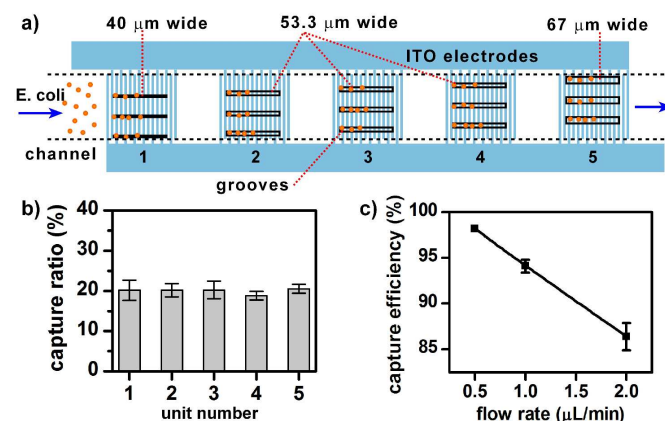 a)
40 μm wide
53.3 μm wide
67 μm wide
ITO electrodes
E. coli
channel
1 2 3 4 5
grooves
b)
capture ratio (%)
40
30
20
10
0
1 2 3 4 5
unit number
c)
capture efficiency (%)
100
95
90
85
0.5 1.0 1.5 2.0
flow rate (μL/min)